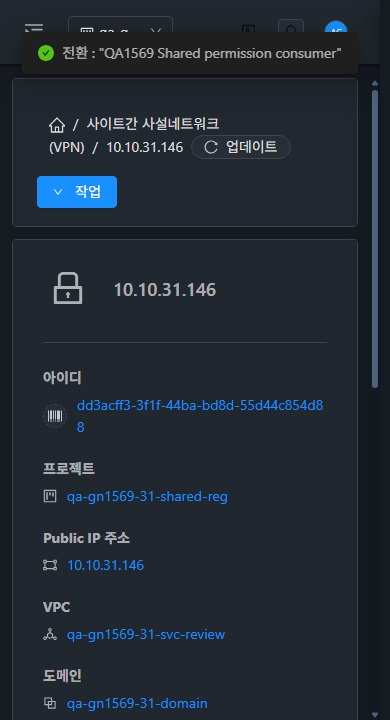 전환 : "QA1569 Shared permission consumer"
/ 사이트간 사설네트워크
(VPN) / 10.10.31.146 업데이트
작업
10.10.31.146
아이디
dd3acff3-3f1f-44ba-bd8d-55d44c854d8
8
프로젝트
qa-gn1569-31-shared-reg
Public IP 주소
10.10.31.146
VPC
qa-gn1569-31-svc-review
도메인
qa-gn1569-31-domain